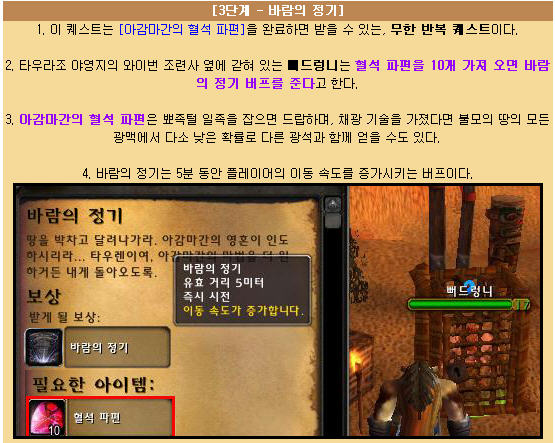 [3단계 - 바람의 정기]
1. 이 퀘스트는 [아감마간의 혈석 파편]을 완료하면 받을 수 있는, 무한 반복 퀘스트이다.
2. 타우라조 야영지의 와이번 조련사 옆에 갇혀 있는 뻐드렁니는 혈석 파편을 10개 가져 오면 바람
의 정기 버프를 준다고 한다.
3. 아감마간의 혈석 파편은 뾰족털 일족을 잡으면 드랍하며, 채광 기술을 가졌다면 불모의 땅의 모든
광맥에서 다소 낮은 확률로 다른 광석과 함께 얻을 수도 있다.
4. 바람의 정기는 5분 동안 플레이어의 이동 속도를 증가시키는 버프이다.
바람의 정기
땅을 박차고 달려나가라. 아감마간의 영혼이 인도
하시리라... 타우렌이여, 아감마간의
하거든 내게 돌아오도록.
바람의 정기
유효 거리 5미터
즉시 시전
이동 속도가 증가합니다.
보상
받게 될 보상:
바람의 정기
필요한 아이템:
10
혈석 파편
뻐드렁니
17